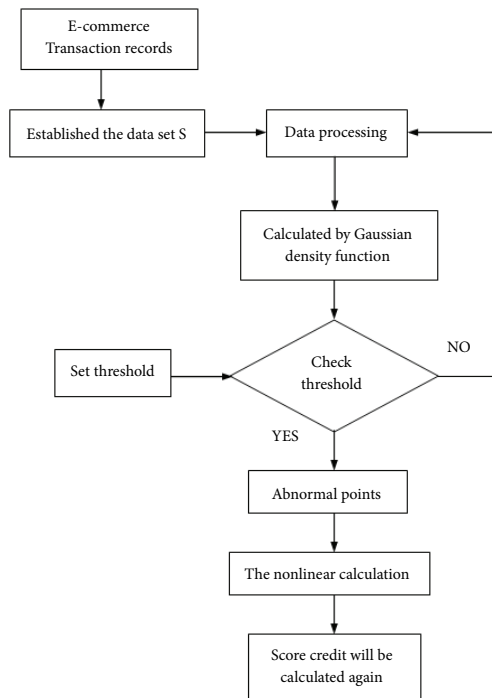 E-commerce
Transaction records
Established the data set S
Data processing
Calculated by Gaussian
density function
Set threshold
Check
threshold
NO
YES
Abnormal points
The nonlinear calculation
Score credit will be
calculated again